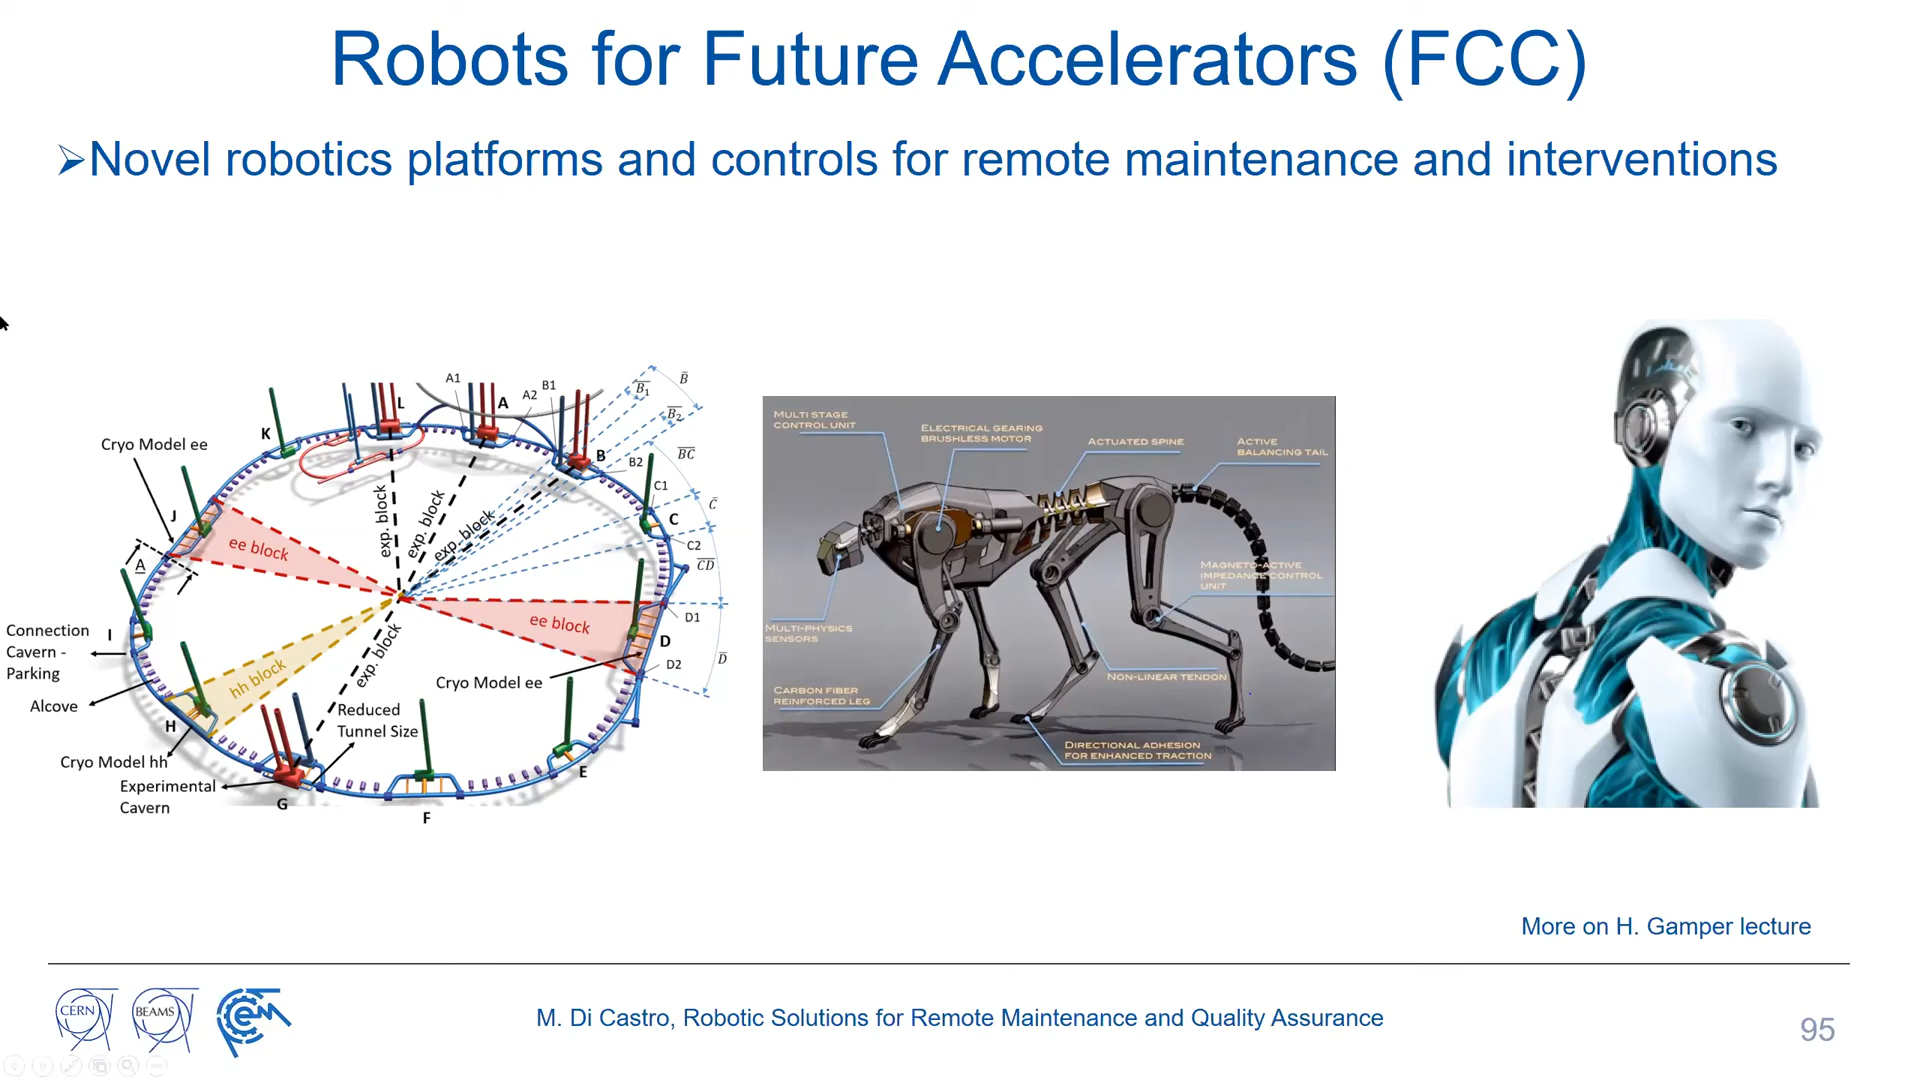 Robots for Future Accelerators (FCC)
➢Novel robotics platforms and controls for remote maintenance and interventions
A1
B1
A2
L
A
K
B
B2
C1
C
C2
B̅
B̅₁
B̅₂
B̅C̅
C̅
C̅D̅
D̅
Cryo Model ee
J
A
exp. block
exp. block
exp. block
exp. block
ee block
ee block
hh block
D1
D
D2
Connection
Cavern -
Parking
I
Alcove
H
Cryo Model ee
Reduced
Tunnel Size
Cryo Model hh
Experimental
Cavern
G
F
E
MULTI STAGE
CONTROL UNIT
ELECTRICAL GEARING
BRUSHLESS MOTOR
ACTUATED SPINE
ACTIVE
BALANCING TAIL
MAGNETO-ACTIVE
IMPEDANCE CONTROL
UNIT
MULTI-PHYSICS
SENSORS
NON-LINEAR TENDON
CARBON FIBER
REINFORCED LEG
DIRECTIONAL ADHESION
FOR ENHANCED TRACTION
More on H. Gamper lecture
CERN
BEAMS
cem
M. Di Castro, Robotic Solutions for Remote Maintenance and Quality Assurance
95